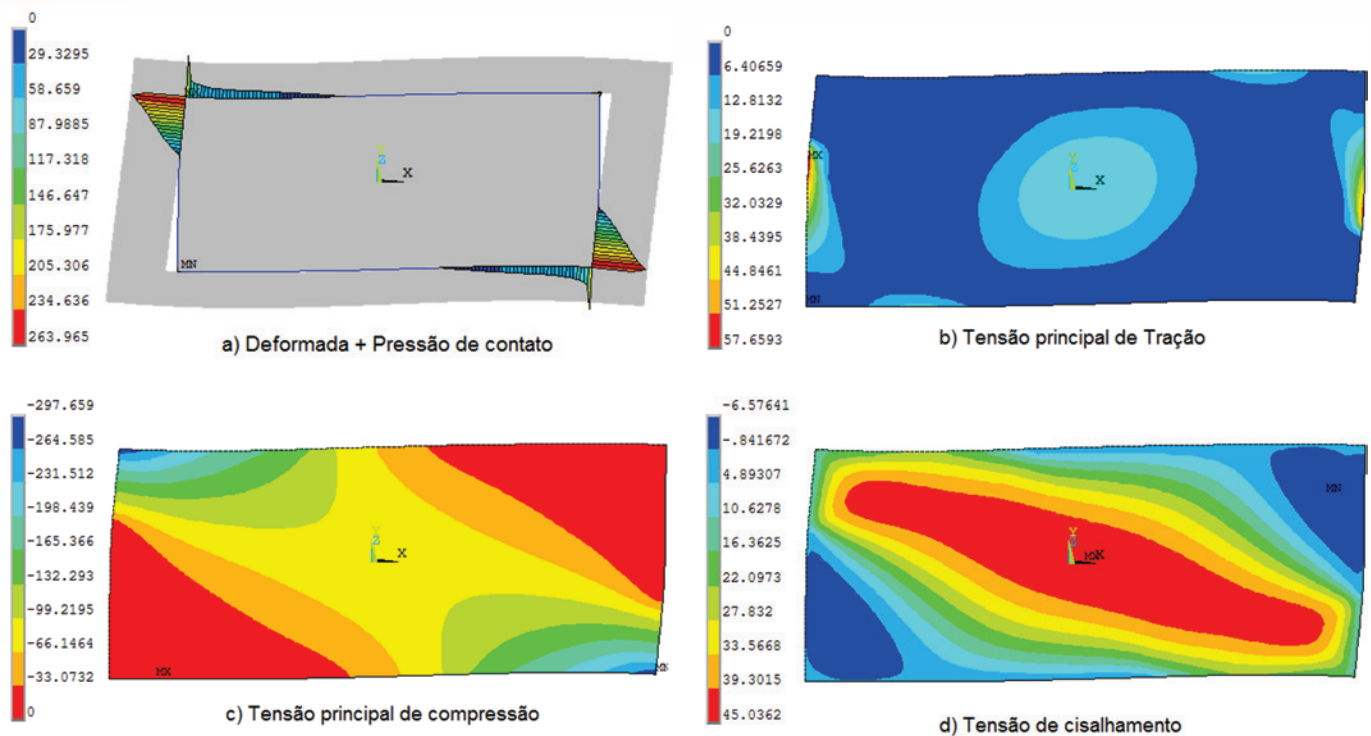 0
29.3295
58.659
87.9885
117.318
146.647
175.977
205.306
234.636
263.965
Y
Z
X
MN
a) Deformada + Pressão de contato
0
6.40659
12.8132
19.2198
25.6263
32.0329
38.4395
44.8461
51.2527
57.6593
MX
Y
Z
X
MN
b) Tensão principal de Tração
-297.659
-264.585
-231.512
-198.439
-165.366
-132.293
-99.2195
-66.1464
-33.0732
0
Y
Z
X
MX
MN
c) Tensão principal de compressão
-6.57641
-.841672
4.89307
10.6278
16.3625
22.0973
27.832
33.5668
39.3015
45.0362
MN
Y
Z
MX
X
d) Tensão de cisalhamento